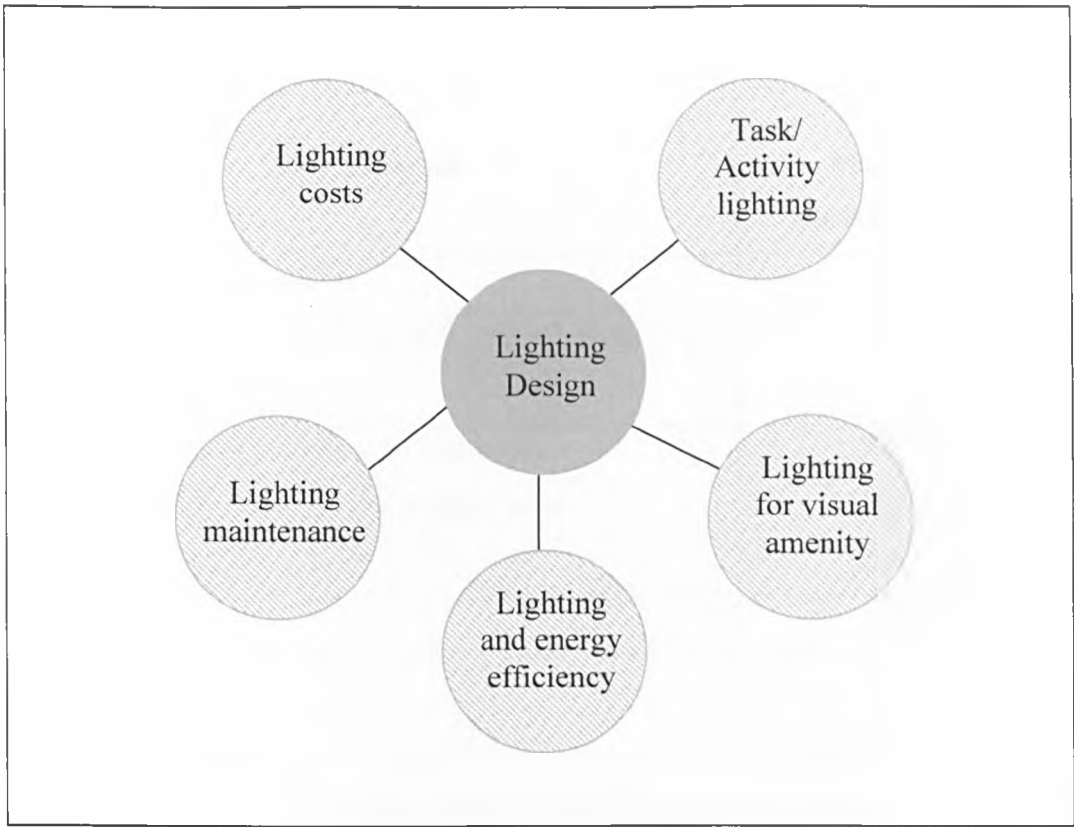 Lighting
costs
Task/
Activity
lighting
Lighting
Design
Lighting
maintenance
Lighting
for visual
amenity
Lighting
and energy
efficiency